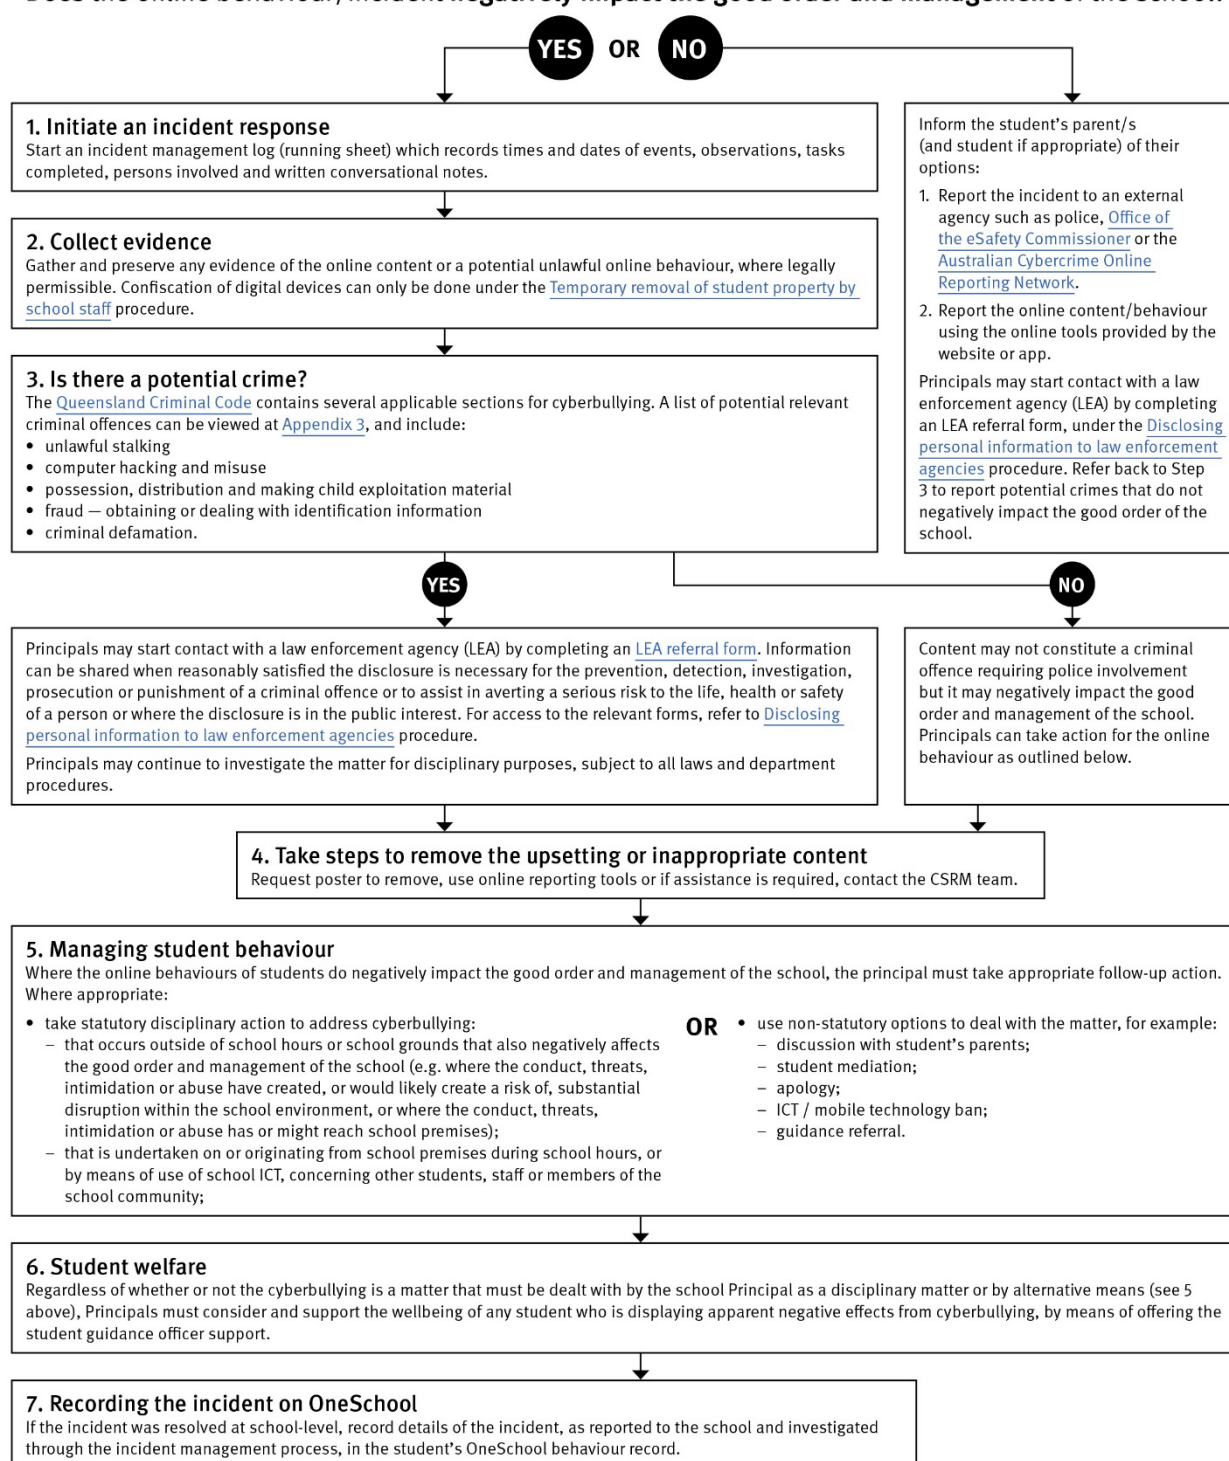 Does the online behaviour/incident negatively impact the good order and management of the school?
YES OR NO
1. Initiate an incident response
Start an incident management log (running sheet) which records times and dates of events, observations, tasks
completed, persons involved and written conversational notes.
2. Collect evidence
Gather and preserve any evidence of the online content or a potential unlawful online behaviour, where legally
permissible. Confiscation of digital devices can only be done under the Temporary removal of student property by
school staff procedure.
3. Is there a potential crime?
The Queensland Criminal Code contains several applicable sections for cyberbullying. A list of potential relevant
criminal offences can be viewed at Appendix 3, and include:
• unlawful stalking
• computer hacking and misuse
• possession, distribution and making child exploitation material
• fraud — obtaining or dealing with identification information
• criminal defamation.
Inform the student's parent/s
(and student if appropriate) of their
options:
1. Report the incident to an external
agency such as police, Office of
the eSafety Commissioner or the
Australian Cybercrime Online
Reporting Network.
2. Report the online content/behaviour
using the online tools provided by the
website or app.
Principals may start contact with a law
enforcement agency (LEA) by completing
an LEA referral form, under the Disclosing
personal information to law enforcement
agencies procedure. Refer back to Step
3 to report potential crimes that do not
negatively impact the good order of the
school.
YES
NO
Principals may start contact with a law enforcement agency (LEA) by completing an LEA referral form. Information
can be shared when reasonably satisfied the disclosure is necessary for the prevention, detection, investigation,
prosecution or punishment of a criminal offence or to assist in averting a serious risk to the life, health or safety
of a person or where the disclosure is in the public interest. For access to the relevant forms, refer to Disclosing
personal information to law enforcement agencies procedure.
Principals may continue to investigate the matter for disciplinary purposes, subject to all laws and department
procedures.
Content may not constitute a criminal
offence requiring police involvement
but it may negatively impact the good
order and management of the school.
Principals can take action for the online
behaviour as outlined below.
4. Take steps to remove the upsetting or inappropriate content
Request poster to remove, use online reporting tools or if assistance is required, contact the CSRM team.
5. Managing student behaviour
Where the online behaviours of students do negatively impact the good order and management of the school, the principal must take appropriate follow-up action.
Where appropriate:
• take statutory disciplinary action to address cyberbullying:
– that occurs outside of school hours or school grounds that also negatively affects
the good order and management of the school (e.g. where the conduct, threats,
intimidation or abuse have created, or would likely create a risk of, substantial
disruption within the school environment, or where the conduct, threats,
intimidation or abuse has or might reach school premises);
– that is undertaken on or originating from school premises during school hours, or
by means of use of school ICT, concerning other students, staff or members of the
school community;
OR
• use non-statutory options to deal with the matter, for example:
– discussion with student's parents;
– student mediation;
– apology;
– ICT / mobile technology ban;
– guidance referral.
6. Student welfare
Regardless of whether or not the cyberbullying is a matter that must be dealt with by the school Principal as a disciplinary matter or by alternative means (see 5
above), Principals must consider and support the wellbeing of any student who is displaying apparent negative effects from cyberbullying, by means of offering the
student guidance officer support.
7. Recording the incident on OneSchool
If the incident was resolved at school-level, record details of the incident, as reported to the school and investigated
through the incident management process, in the student's OneSchool behaviour record.